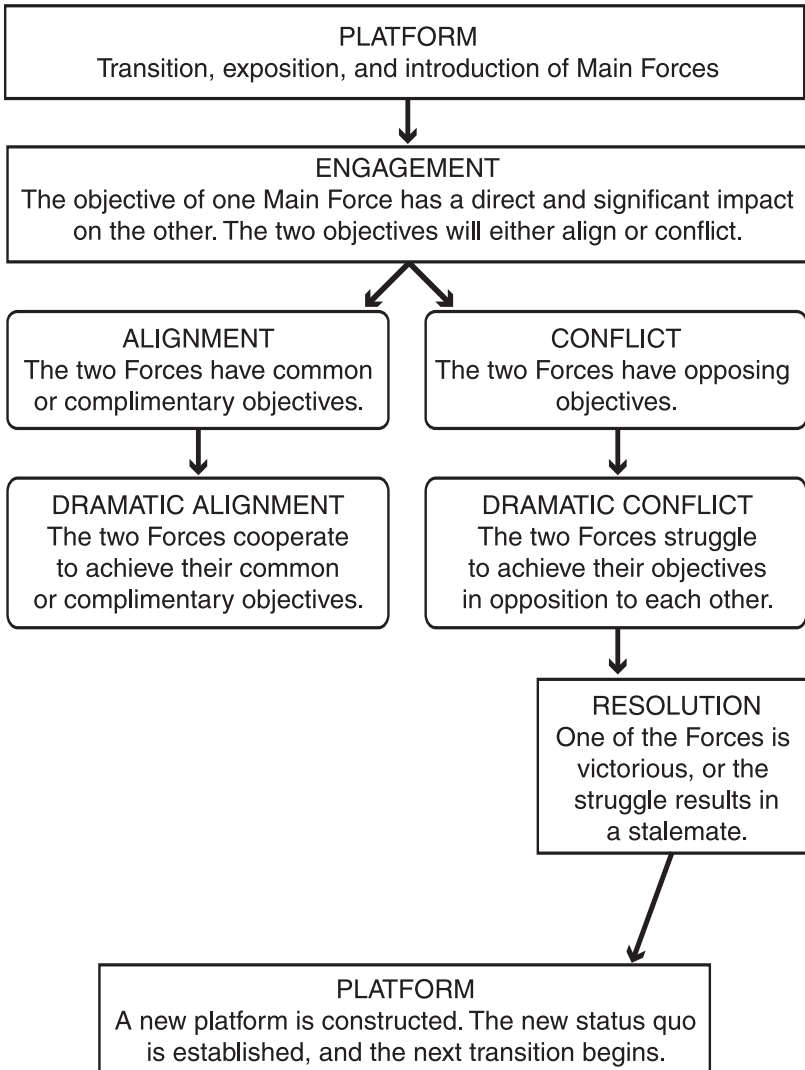 PLATFORM
Transition, exposition, and introduction of Main Forces
ENGAGEMENT
The objective of one Main Force has a direct and significant impact
on the other. The two objectives will either align or conflict.
ALIGNMENT
The two Forces have common
or complimentary objectives.
CONFLICT
The two Forces have opposing
objectives.
DRAMATIC ALIGNMENT
The two Forces cooperate
to achieve their common
or complimentary objectives.
DRAMATIC CONFLICT
The two Forces struggle
to achieve their objectives
in opposition to each other.
RESOLUTION
One of the Forces is
victorious, or the
struggle results in
a stalemate.
PLATFORM
A new platform is constructed. The new status quo
is established, and the next transition begins.